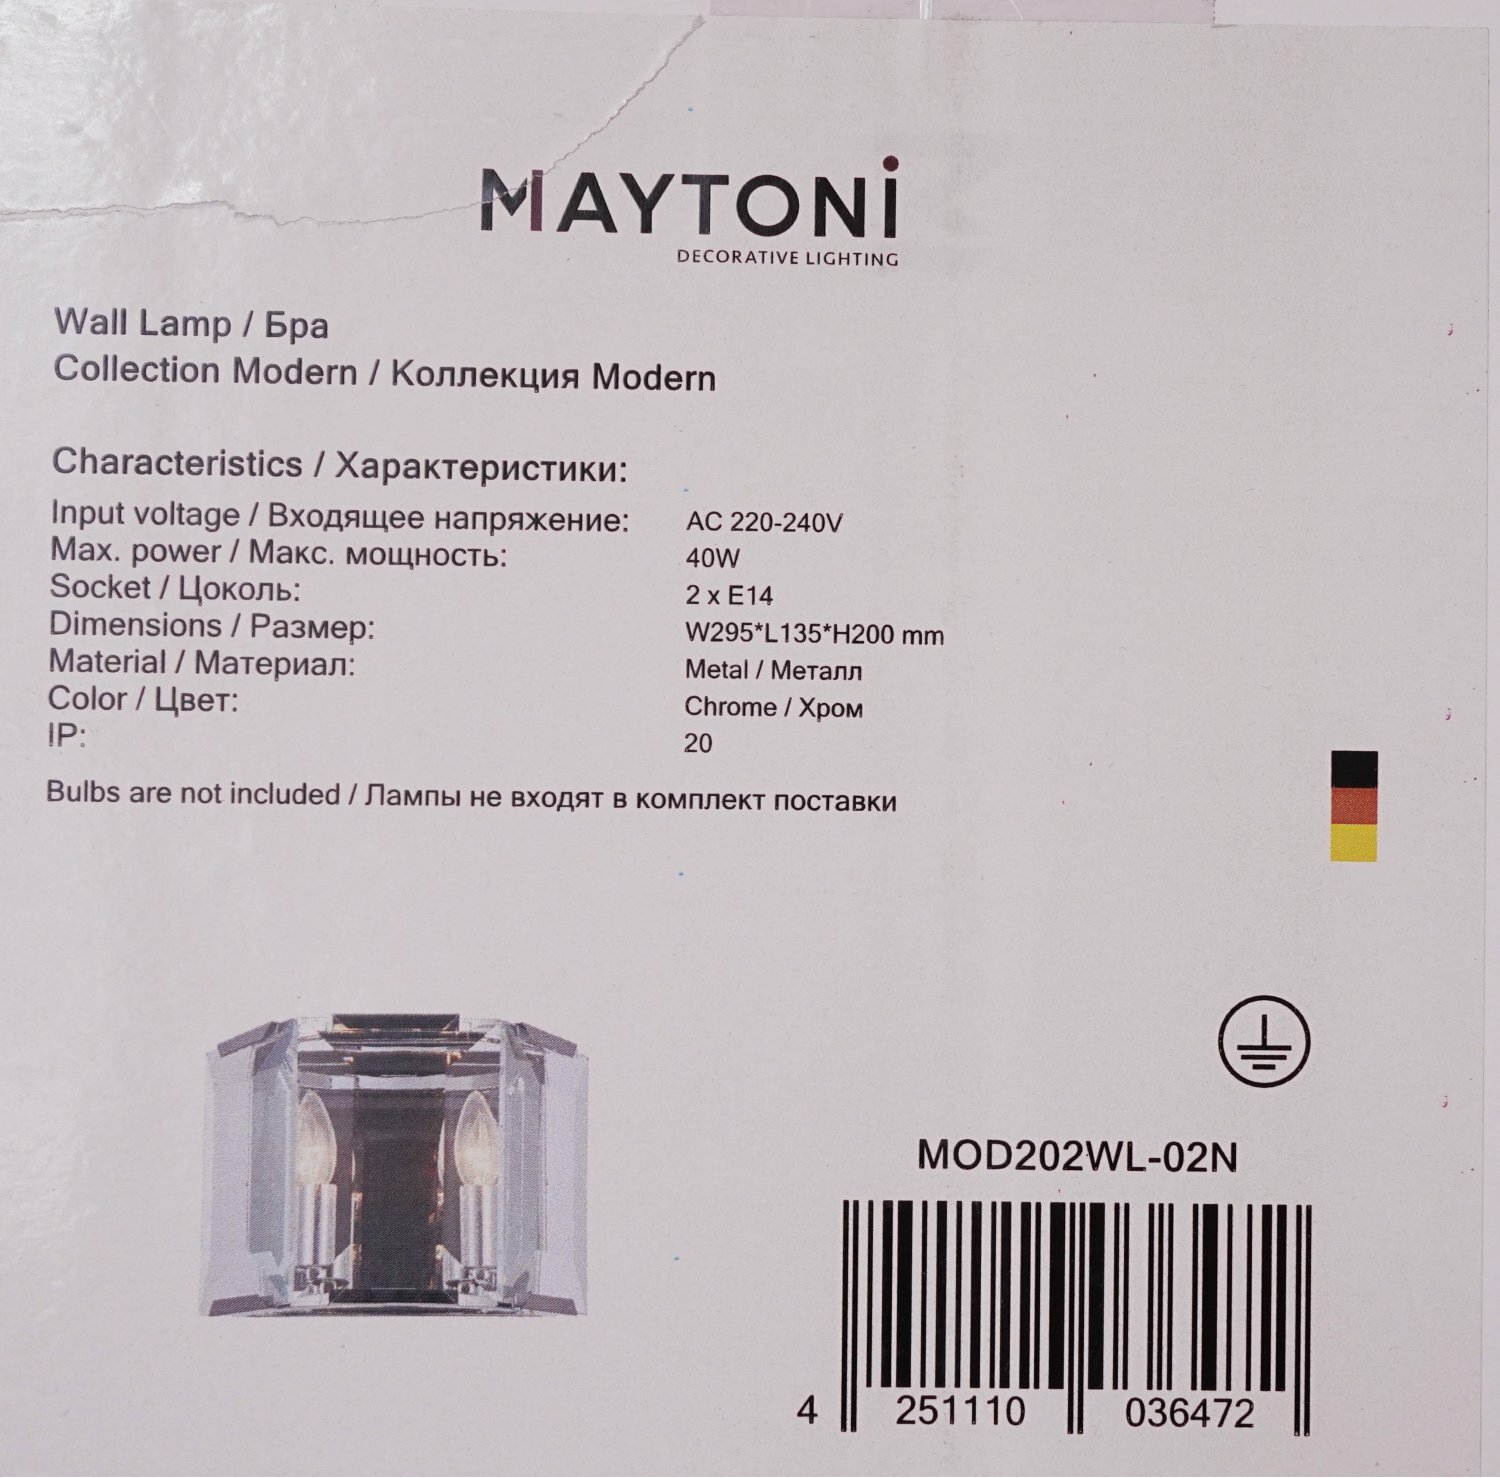 MAYTONi
DECORATIVE LIGHTING
Wall Lamp / Бра
Collection Modern / Коллекция Modern
Characteristics / Характеристики:
Input voltage / Входящее напряжение: AC 220-240V
Max. power / Макс. мощность: 40W
Socket / Цоколь: 2 x E14
Dimensions / Размер: W295*L135*H200 mm
Material / Материал: Metal / Металл
Color / Цвет: Chrome / Хром
IP: 20
Bulbs are not included / Лампы не входят в комплект поставки
MOD202WL-02N
4 251110 036472